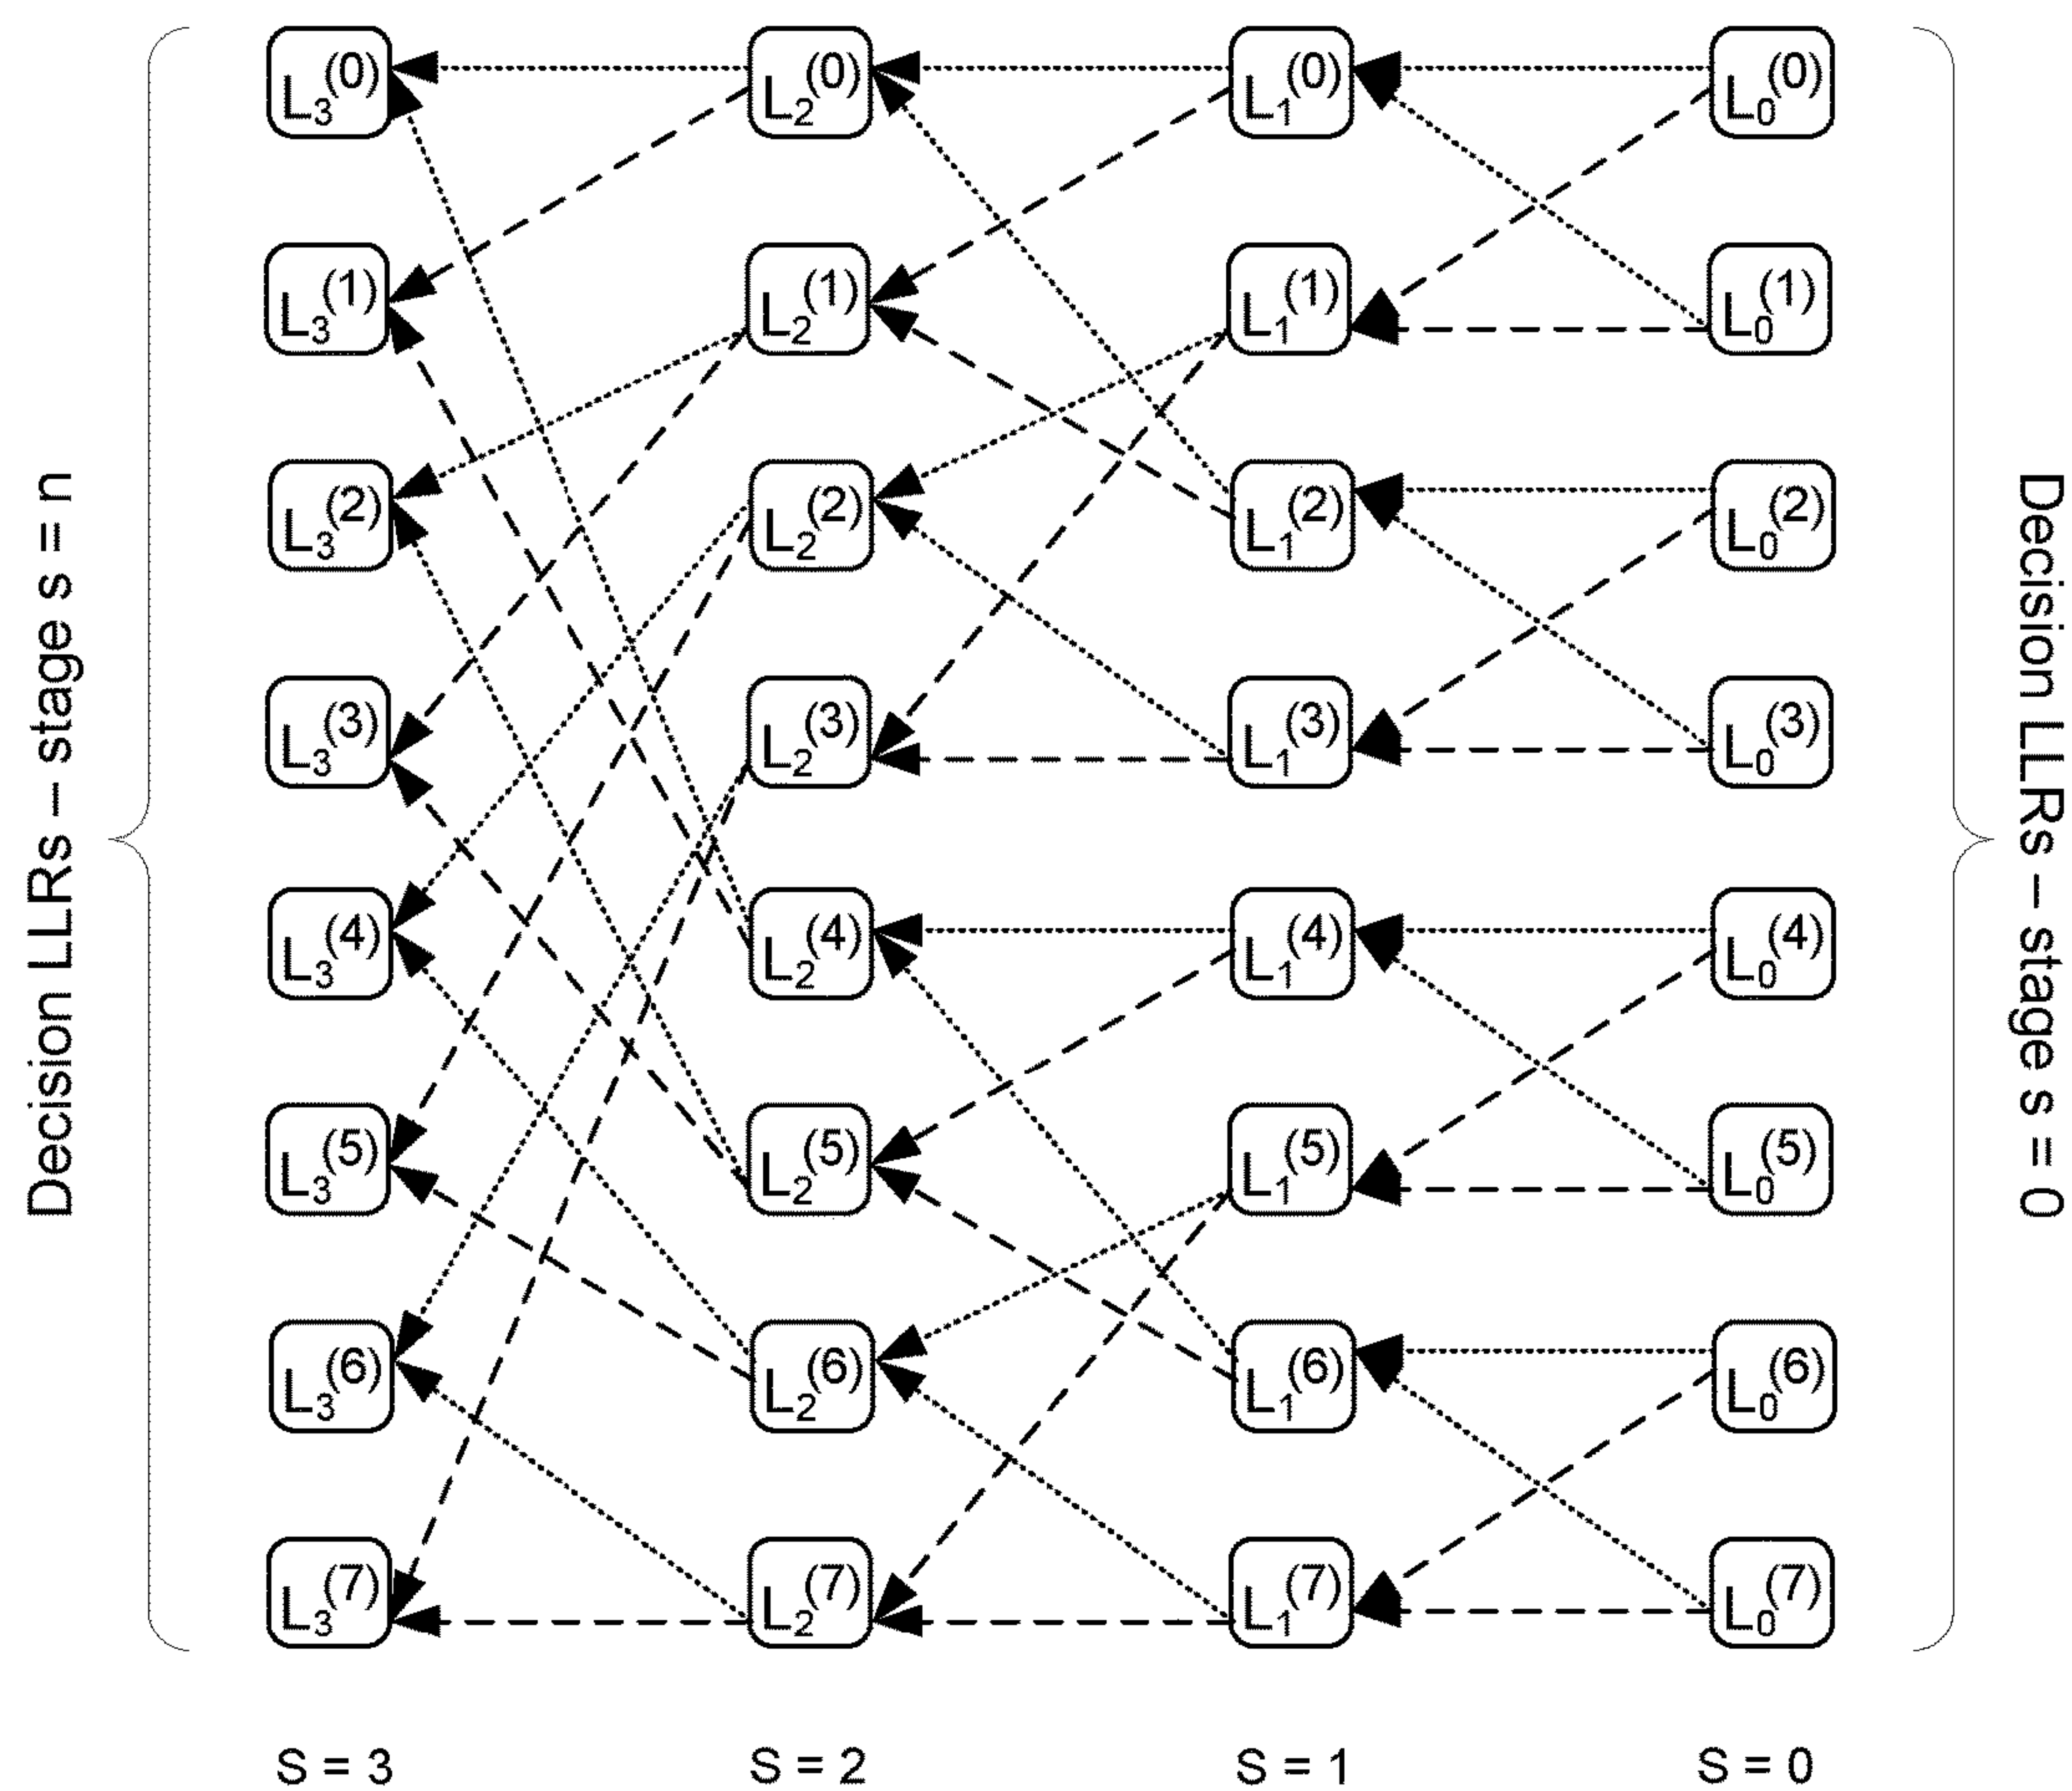 Decision LLRs – stage s = n
L3(0) L2(0) L1(0) L0(0)
L3(1) L2(1) L1(1) L0(1)
L3(2) L2(2) L1(2) L0(2)
L3(3) L2(3) L1(3) L0(3)
L3(4) L2(4) L1(4) L0(4)
L3(5) L2(5) L1(5) L0(5)
L3(6) L2(6) L1(6) L0(6)
L3(7) L2(7) L1(7) L0(7)
Decision LLRs – stage s = 0
S = 3 S = 2 S = 1 S = 0